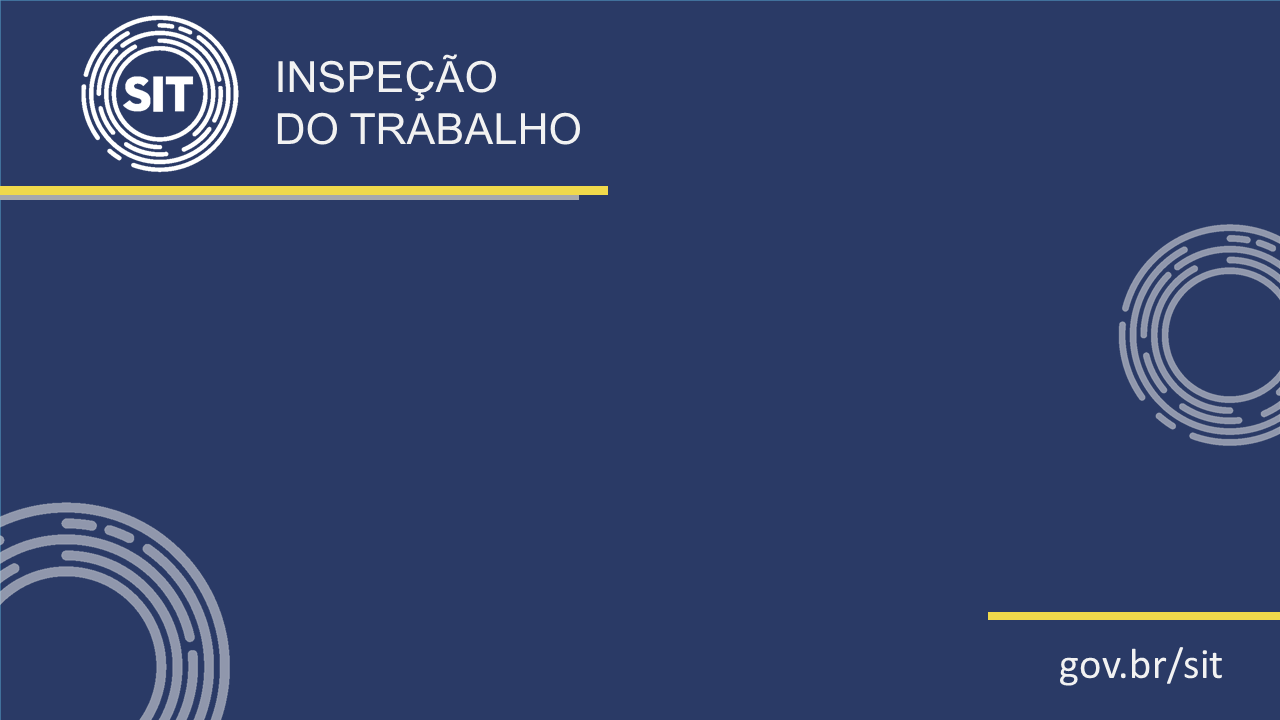 SIT
INSPEÇÃO
DO TRABALHO
gov.br/sit